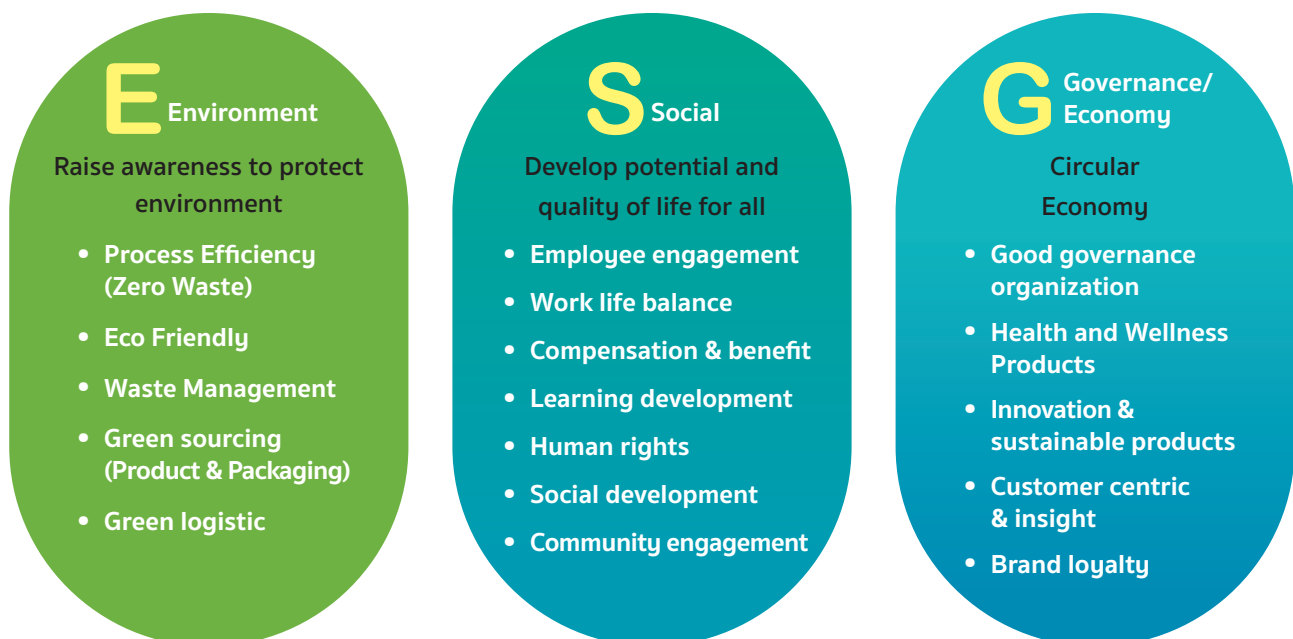 E Environment
Raise awareness to protect
environment
• Process Efficiency
(Zero Waste)
• Eco Friendly
• Waste Management
• Green sourcing
(Product & Packaging)
• Green logistic
S Social
Develop potential and
quality of life for all
• Employee engagement
• Work life balance
• Compensation & benefit
• Learning development
• Human rights
• Social development
• Community engagement
G Governance/
Economy
Circular
Economy
• Good governance
organization
• Health and Wellness
Products
• Innovation &
sustainable products
• Customer centric
& insight
• Brand loyalty